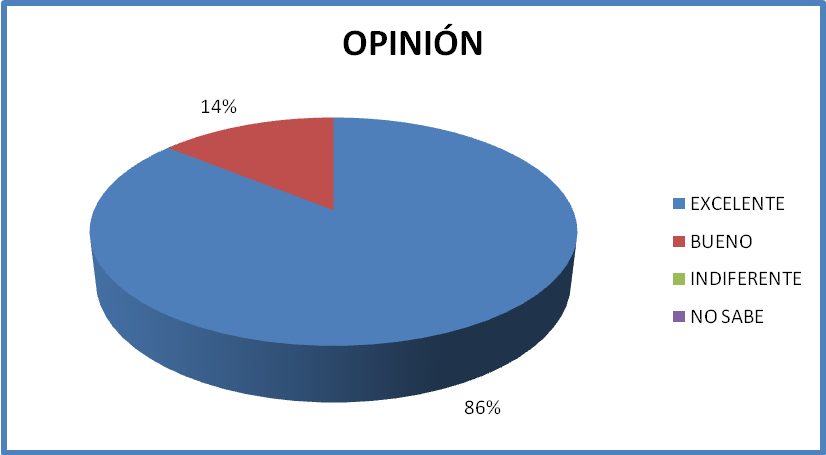 OPINIÓN
14%
EXCELENTE
BUENO
INDIFERENTE
NO SABE
86%